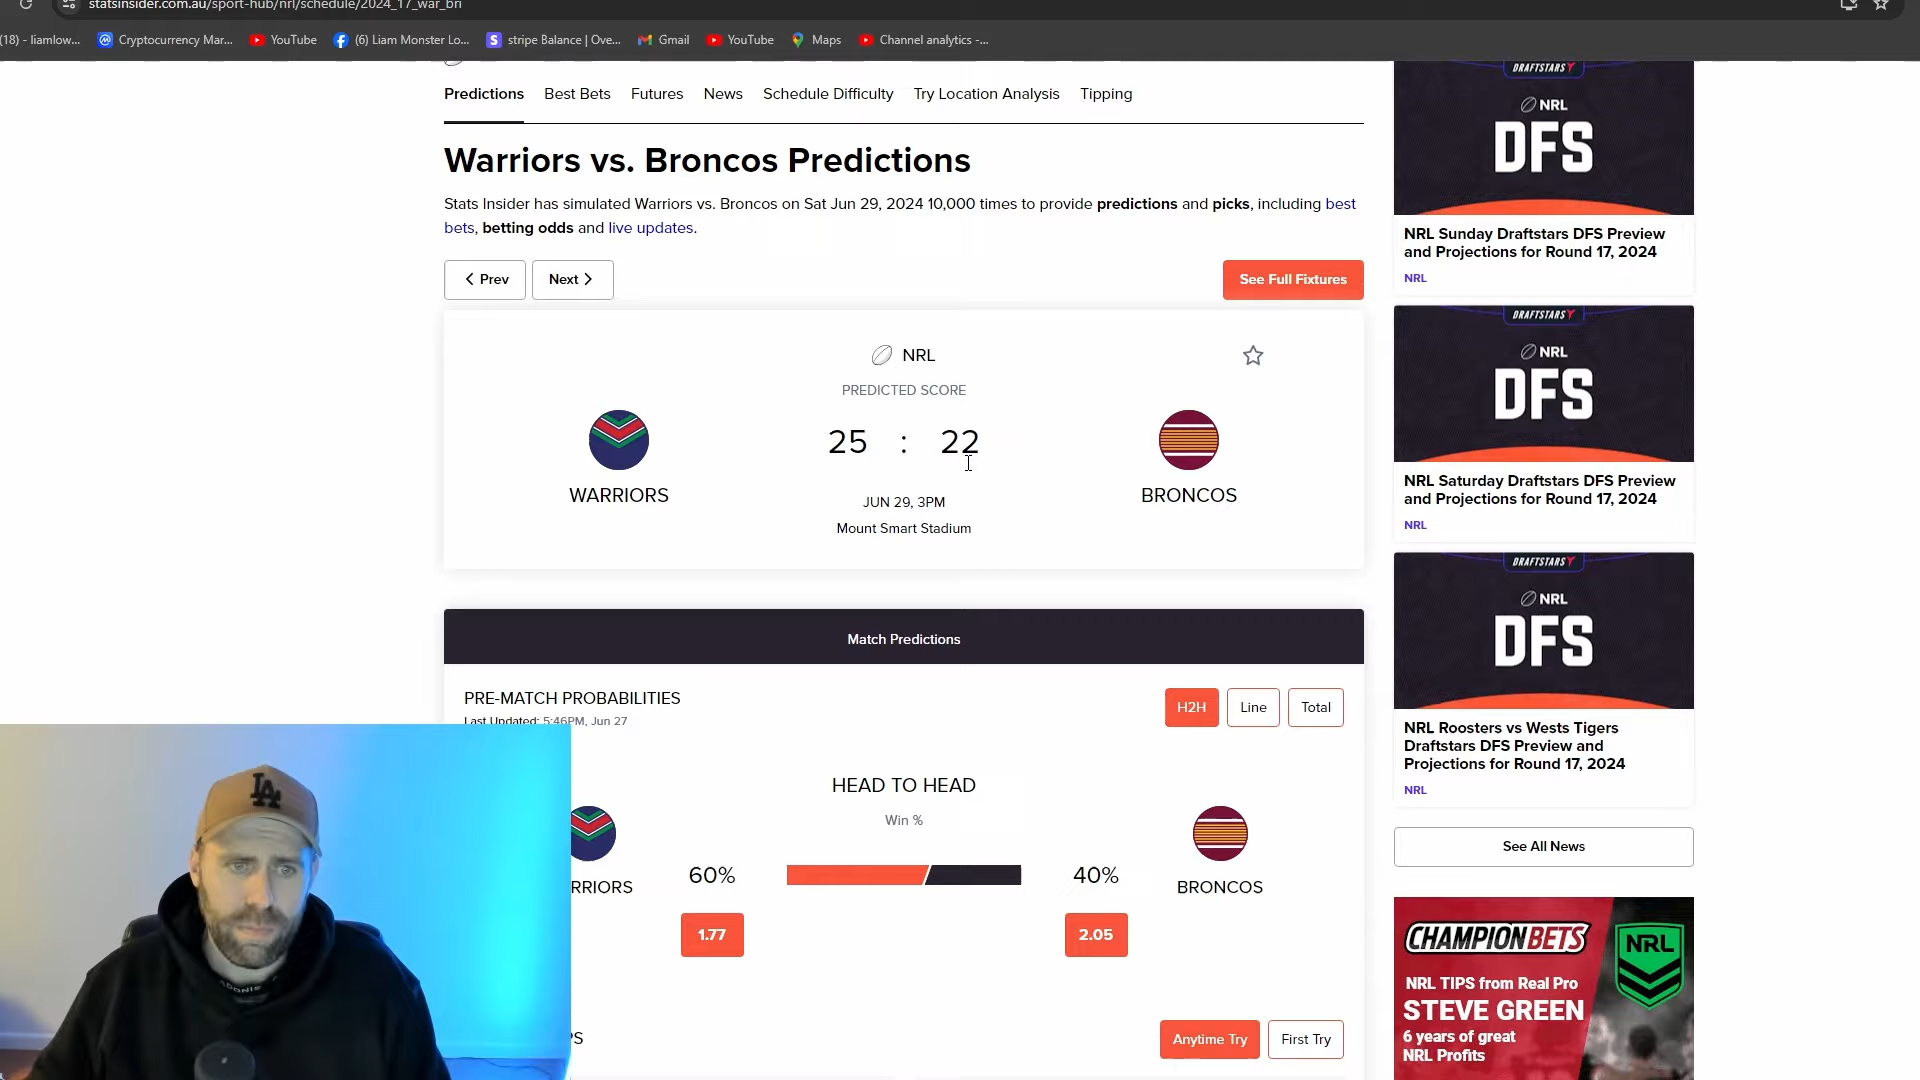 statsinsider.com.au/sport-hub/nrl/schedule/2024_17_war_bri
(18) - liamlow... Cryptocurrency Mar... YouTube (6) Liam Monster Lo... stripe Balance | Ove... Gmail YouTube Maps Channel analytics -...
Predictions Best Bets Futures News Schedule Difficulty Try Location Analysis Tipping
Warriors vs. Broncos Predictions
Stats Insider has simulated Warriors vs. Broncos on Sat Jun 29, 2024 10,000 times to provide predictions and picks, including best
bets, betting odds and live updates.
Prev Next See Full Fixtures
NRL
PREDICTED SCORE
25 : 22
WARRIORS BRONCOS
JUN 29, 3PM
Mount Smart Stadium
Match Predictions
PRE-MATCH PROBABILITIES
H2H Line Total
Last Updated: 5:46PM, Jun 27
HEAD TO HEAD
Win %
60% 40%
RRIORS BRONCOS
1.77 2.05
PS
Anytime Try First Try
DRAFTSTARS
NRL
DFS
NRL Sunday Draftstars DFS Preview
and Projections for Round 17, 2024
NRL
DRAFTSTARS
NRL
DFS
NRL Saturday Draftstars DFS Preview
and Projections for Round 17, 2024
NRL
DRAFTSTARS
NRL
DFS
NRL Roosters vs Wests Tigers
Draftstars DFS Preview and
Projections for Round 17, 2024
NRL
See All News
CHAMPIONBETS
NRL
NRL TIPS from Real Pro
STEVE GREEN
6 years of great
NRL Profits
LA
ADONIS